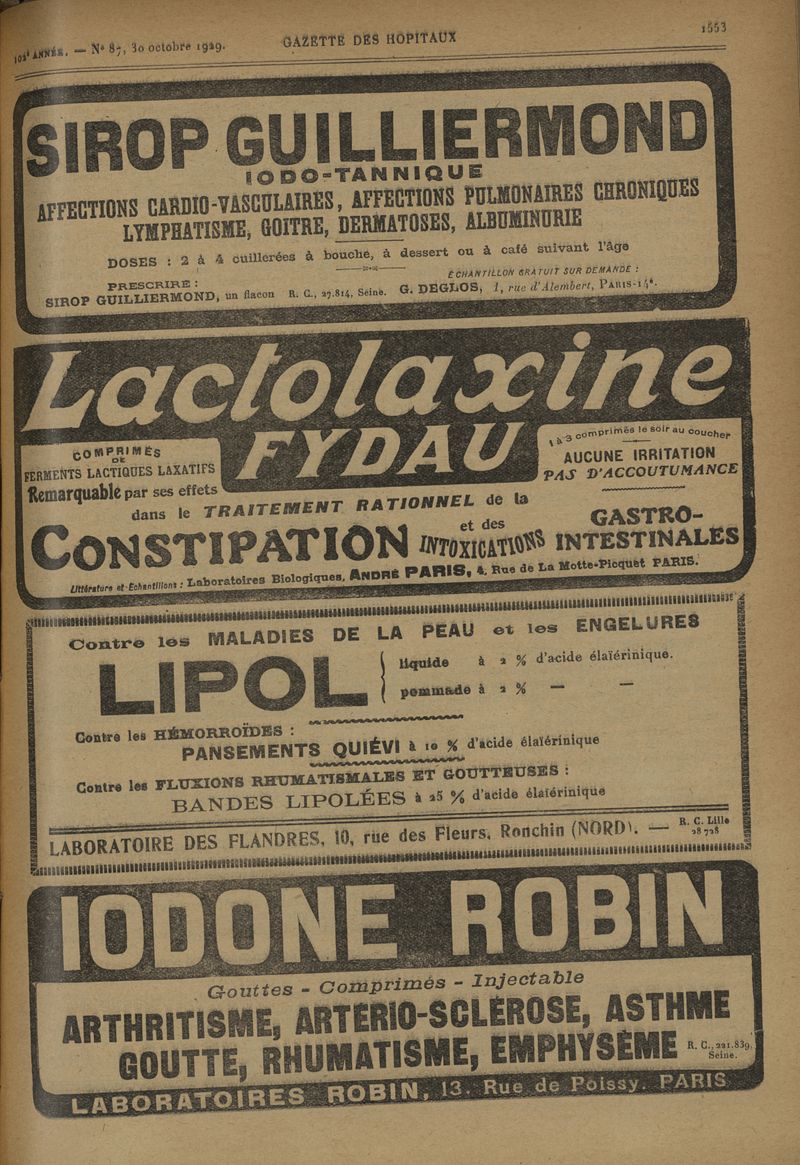 102e ANNÉE. — No 87, 30 octobre 1929.
GAZETTE DES HOPITAUX
1553
SIROP GUILLIERMOND
IODO-TANNIQUE
AFFECTIONS CARDIO-VASCULAIRES, AFFECTIONS PULMONAIRES CHRONIQUES
LYMPHATISME, GOITRE, DERMATOSES, ALBUMINURIE
DOSES : 2 à 4 cuillerées à bouche, à dessert ou à café suivant l'âge
ÉCHANTILLON GRATUIT SUR DEMANDE :
PRESCRIRE :
SIROP GUILLIERMOND, un flacon R. C., 27.814, Seine. G. DEGLOS, 1, rue d'Alembert, PARIS-14e.
Lactolaxine
FYDAU
COMPRIMÉS
DE
FERMENTS LACTIQUES LAXATIFS
1 à 3 comprimés le soir au coucher
AUCUNE IRRITATION
PAS D'ACCOUTUMANCE
Remarquable par ses effets
dans le TRAITEMENT RATIONNEL de la
CONSTIPATION et des INTOXICATIONS GASTRO-
INTESTINALES
Littérature et Échantillons : Laboratoires Biologiques, ANDRÉ PARIS, 4, Rue de La Motte-Picquet PARIS.
Contre les MALADIES DE LA PEAU et les ENGELURES
LIPOL
liquide à 2 % d'acide élaïérinique.
pommade à 2 % — —
Contre les HÉMORROÏDES :
PANSEMENTS QUIÉVI à 10 % d'acide élaïérinique
Contre les FLUXIONS RHUMATISMALES ET GOUTTEUSES :
BANDES LIPOLÉES à 25 % d'acide élaïérinique
LABORATOIRE DES FLANDRES, 10, rue des Fleurs, Ronchin (NORD). — R. C. Lille
28 728
IODONE ROBIN
Gouttes - Comprimés - Injectable
ARTHRITISME, ARTÉRIO-SCLÉROSE, ASTHME
GOUTTE, RHUMATISME, EMPHYSÈME R. C., 221.839,
Seine.
LABORATOIRES ROBIN, 13, Rue de Poissy, PARIS